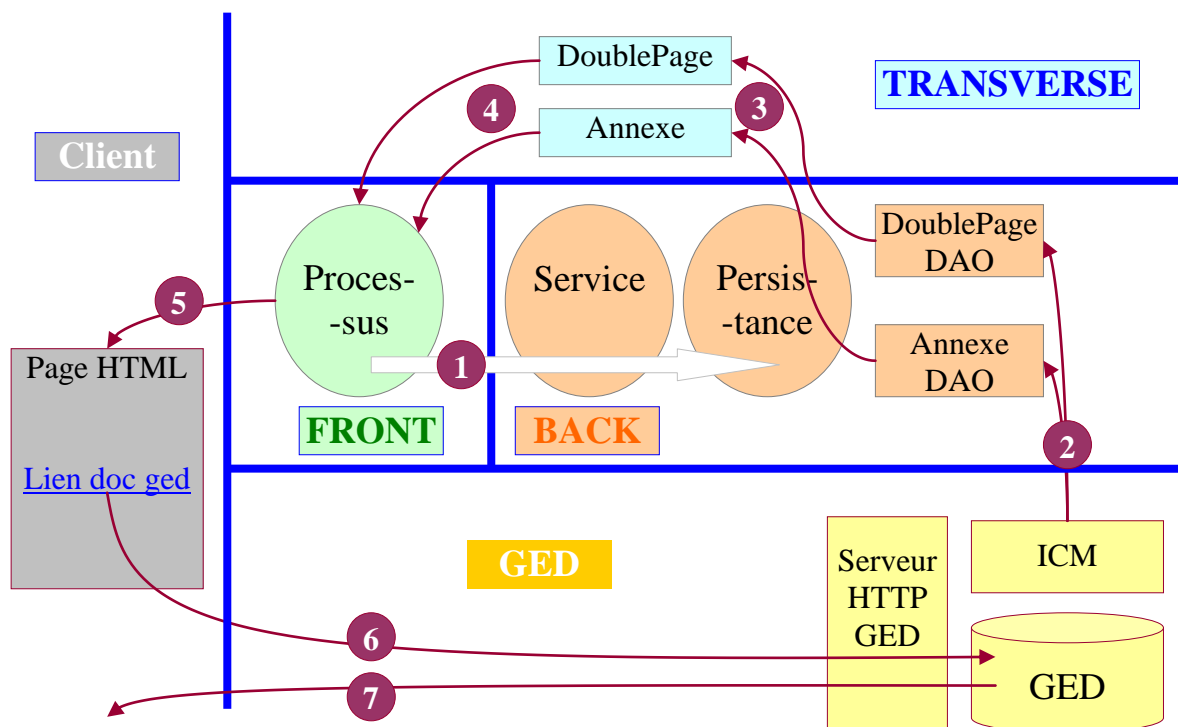 DoublePage
TRANSVERSE
4
3
Annexe
Client
DoublePage
DAO
Proces-
-sus
Service
Persis-
-tance
5
Page HTML
1
Annexe
DAO
FRONT
BACK
2
Lien doc ged
GED
Serveur
HTTP
GED
ICM
6
7
GED